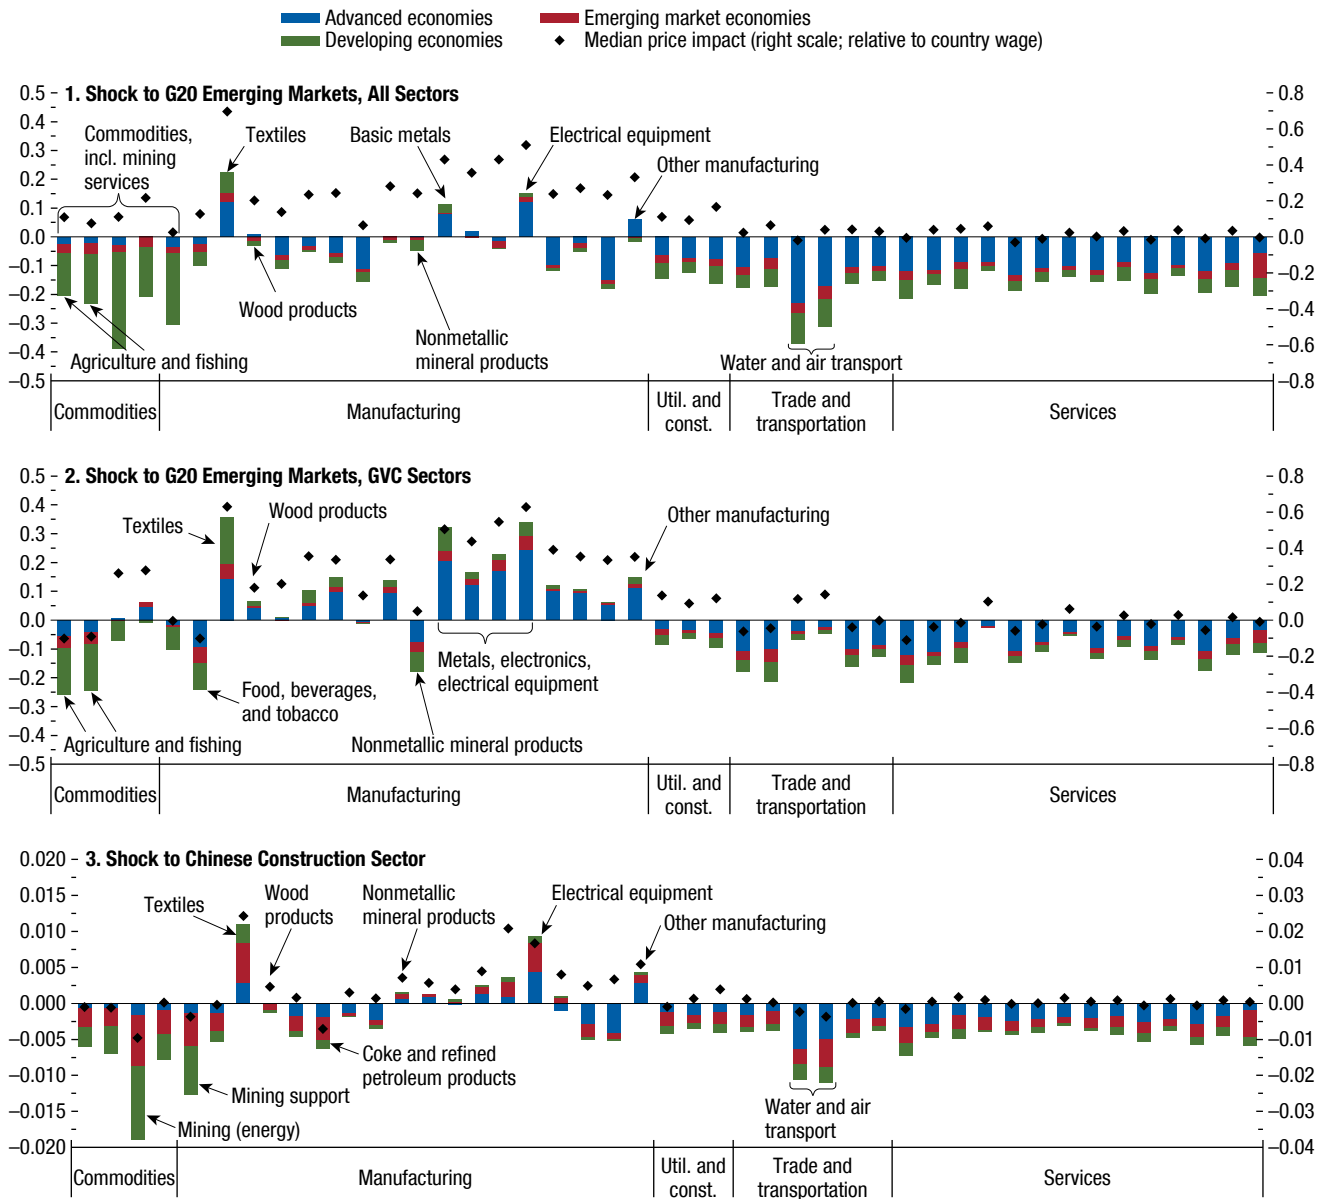 Advanced economies
Emerging market economies
Developing economies
Median price impact (right scale; relative to country wage)
1. Shock to G20 Emerging Markets, All Sectors
0.5
0.4
0.3
0.2
0.1
0.0
–0.1
–0.2
–0.3
–0.4
–0.5
0.8
0.6
0.4
0.2
0.0
–0.2
–0.4
–0.6
–0.8
Commodities,
incl. mining
services
Textiles
Basic metals
Electrical equipment
Other manufacturing
Wood products
Nonmetallic
mineral products
Agriculture and fishing
Water and air transport
Commodities
Manufacturing
Util. and
const.
Trade and
transportation
Services
2. Shock to G20 Emerging Markets, GVC Sectors
0.5
0.4
0.3
0.2
0.1
0.0
–0.1
–0.2
–0.3
–0.4
–0.5
0.8
0.6
0.4
0.2
0.0
–0.2
–0.4
–0.6
–0.8
Textiles
Wood products
Other manufacturing
Metals, electronics,
electrical equipment
Food, beverages,
and tobacco
Agriculture and fishing
Nonmetallic mineral products
Commodities
Manufacturing
Util. and
const.
Trade and
transportation
Services
3. Shock to Chinese Construction Sector
0.020
0.015
0.010
0.005
0.000
–0.005
–0.010
–0.015
–0.020
0.04
0.03
0.02
0.01
0.00
–0.01
–0.02
–0.03
–0.04
Textiles
Wood
products
Nonmetallic
mineral products
Electrical equipment
Other manufacturing
Coke and refined
petroleum products
Mining support
Mining (energy)
Water and air
transport
Commodities
Manufacturing
Util. and
const.
Trade and
transportation
Services